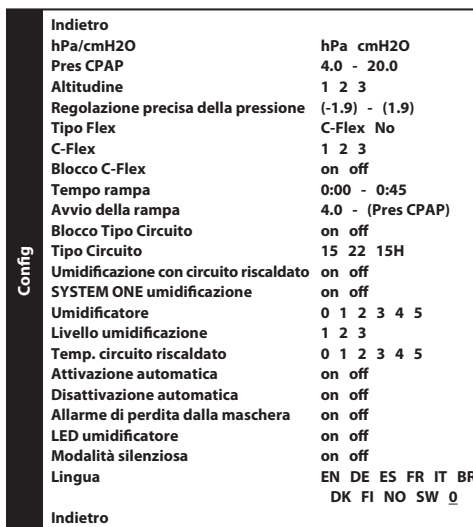 Config
Indietro
hPa/cmH2O hPa cmH2O
Pres CPAP 4.0 - 20.0
Altitudine 1 2 3
Regolazione precisa della pressione (-1.9) - (1.9)
Tipo Flex C-Flex No
C-Flex 1 2 3
Blocco C-Flex on off
Tempo rampa 0:00 - 0:45
Avvio della rampa 4.0 - (Pres CPAP)
Blocco Tipo Circuito on off
Tipo Circuito 15 22 15H
Umidificazione con circuito riscaldato on off
SYSTEM ONE umidificazione on off
Umidificatore 0 1 2 3 4 5
Livello umidificazione 1 2 3
Temp. circuito riscaldato 0 1 2 3 4 5
Attivazione automatica on off
Disattivazione automatica on off
Allarme di perdita dalla maschera on off
LED umidificatore on off
Modalità silenziosa on off
Lingua EN DE ES FR IT BR
DK FI NO SW 0
Indietro